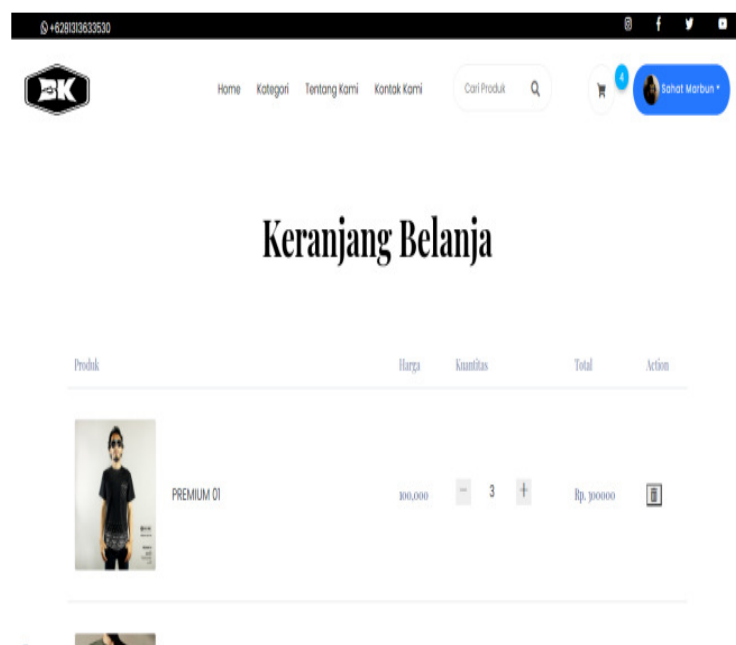 +6281313633530
BK
Home Kategori Tentang Kami Kontak Kami Cari Produk 4 Sahat Marbun
Keranjang Belanja
Produk Harga Kuantitas Total Action
PREMIUM 01 100,000 − 3 + Rp. 300000